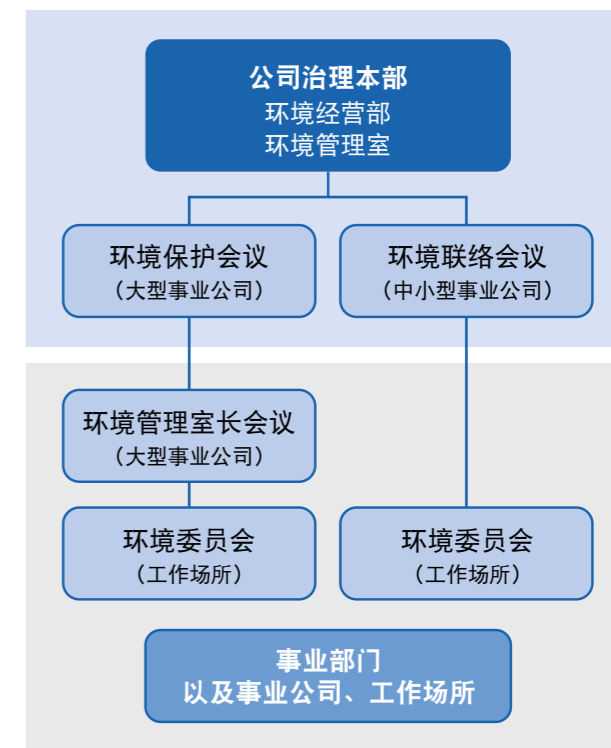 公司治理本部
环境经营部
环境管理室
环境保护会议
（大型事业公司）
环境联络会议
（中小型事业公司）
环境管理室长会议
（大型事业公司）
环境委员会
（工作场所）
环境委员会
（工作场所）
事业部门
以及事业公司、工作场所